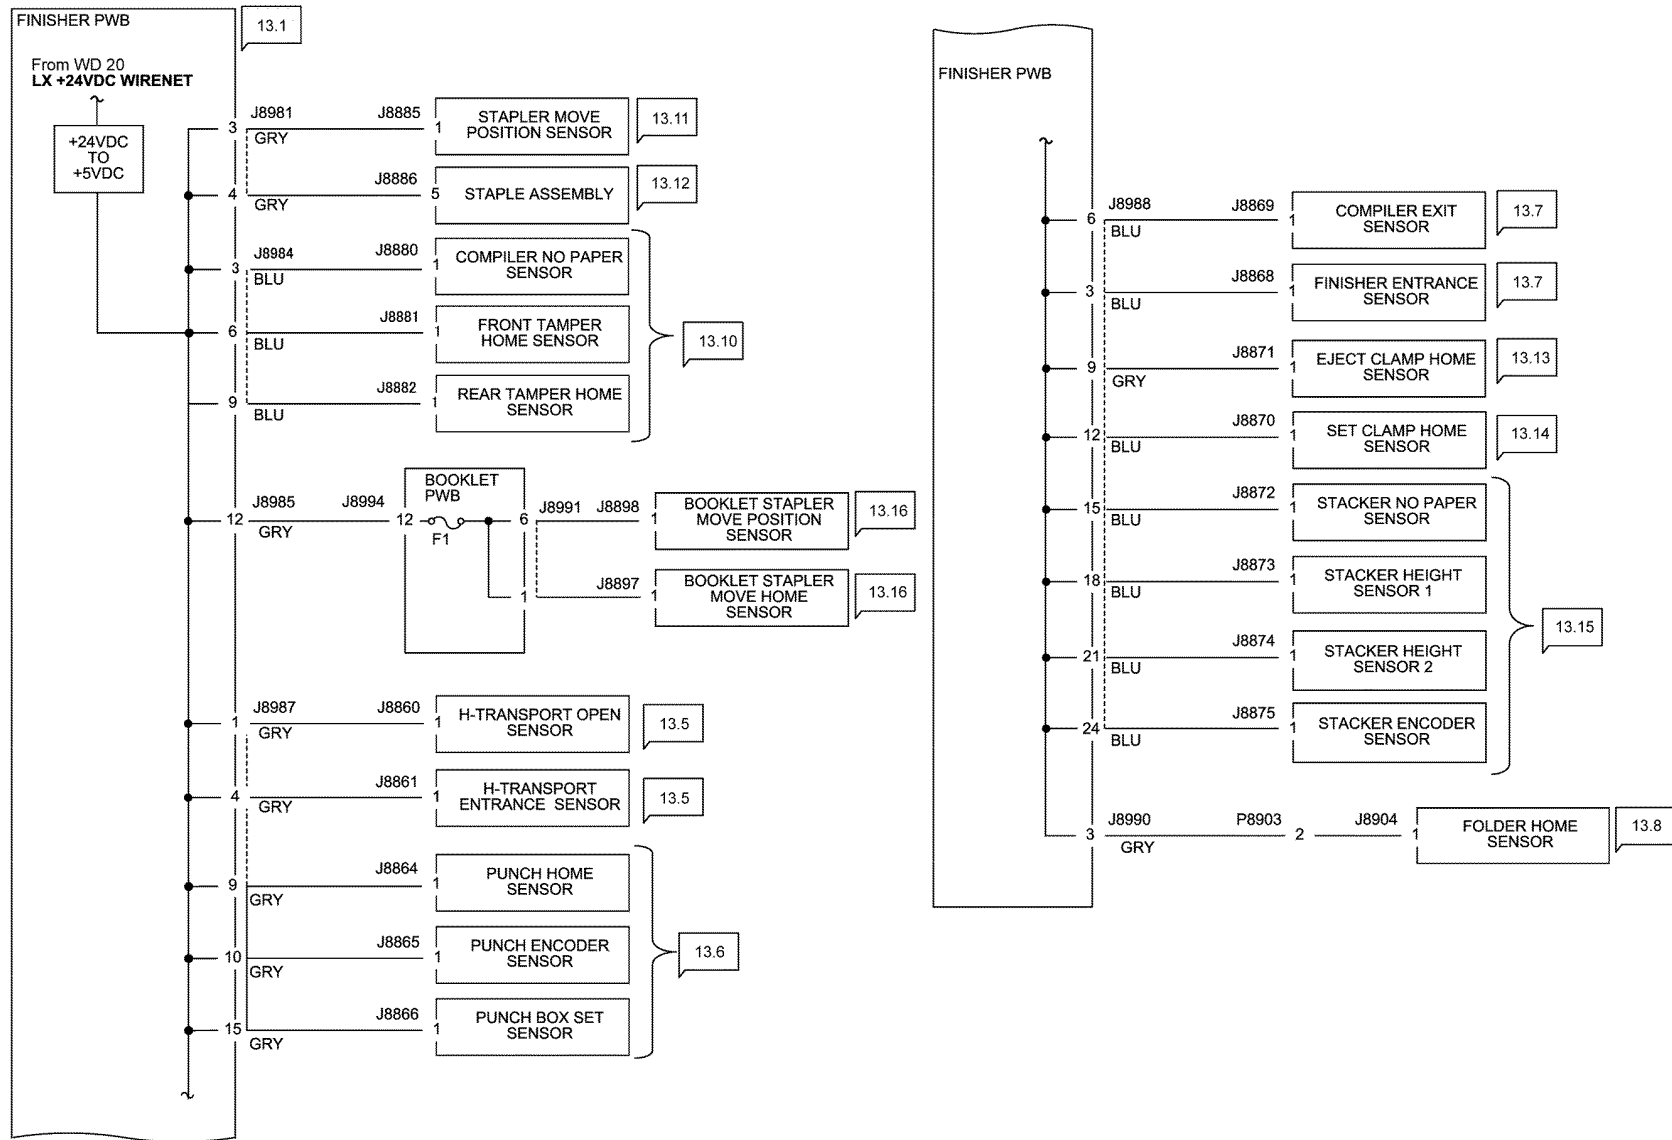 FINISHER PWB
13.1
From WD 20
LX +24VDC WIRENET
+24VDC
TO
+5VDC
3
J8981
GRY
J8885
1
STAPLER MOVE
POSITION SENSOR
13.11
4
GRY
J8886
5
STAPLE ASSEMBLY
13.12
3
J8984
BLU
J8880
1
COMPILER NO PAPER
SENSOR
6
BLU
J8881
1
FRONT TAMPER
HOME SENSOR
13.10
9
BLU
J8882
1
REAR TAMPER HOME
SENSOR
12
J8985
GRY
J8994
BOOKLET
PWB
12
F1
6
J8991
J8898
1
BOOKLET STAPLER
MOVE POSITION
SENSOR
13.16
1
J8897
1
BOOKLET STAPLER
MOVE HOME
SENSOR
13.16
1
J8987
GRY
J8860
1
H-TRANSPORT OPEN
SENSOR
13.5
4
GRY
J8861
1
H-TRANSPORT
ENTRANCE SENSOR
13.5
9
GRY
J8864
1
PUNCH HOME
SENSOR
10
GRY
J8865
1
PUNCH ENCODER
SENSOR
13.6
15
GRY
J8866
1
PUNCH BOX SET
SENSOR
FINISHER PWB
6
J8988
BLU
J8869
1
COMPILER EXIT
SENSOR
13.7
3
BLU
J8868
1
FINISHER ENTRANCE
SENSOR
13.7
9
GRY
J8871
1
EJECT CLAMP HOME
SENSOR
13.13
12
BLU
J8870
1
SET CLAMP HOME
SENSOR
13.14
15
BLU
J8872
1
STACKER NO PAPER
SENSOR
18
BLU
J8873
1
STACKER HEIGHT
SENSOR 1
13.15
21
BLU
J8874
1
STACKER HEIGHT
SENSOR 2
24
BLU
J8875
1
STACKER ENCODER
SENSOR
3
J8990
GRY
P8903
2
J8904
1
FOLDER HOME
SENSOR
13.8